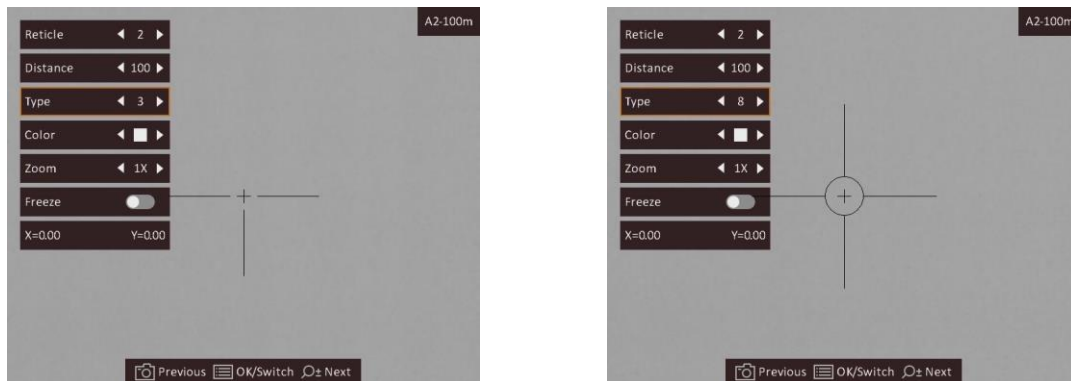 A2-100m
Reticle 2
Distance 100
Type 3
Color
Zoom 1X
Freeze
X=0.00 Y=0.00
Previous OK/Switch Next
A2-100m
Reticle 2
Distance 100
Type 8
Color
Zoom 1X
Freeze
X=0.00 Y=0.00
Previous OK/Switch Next